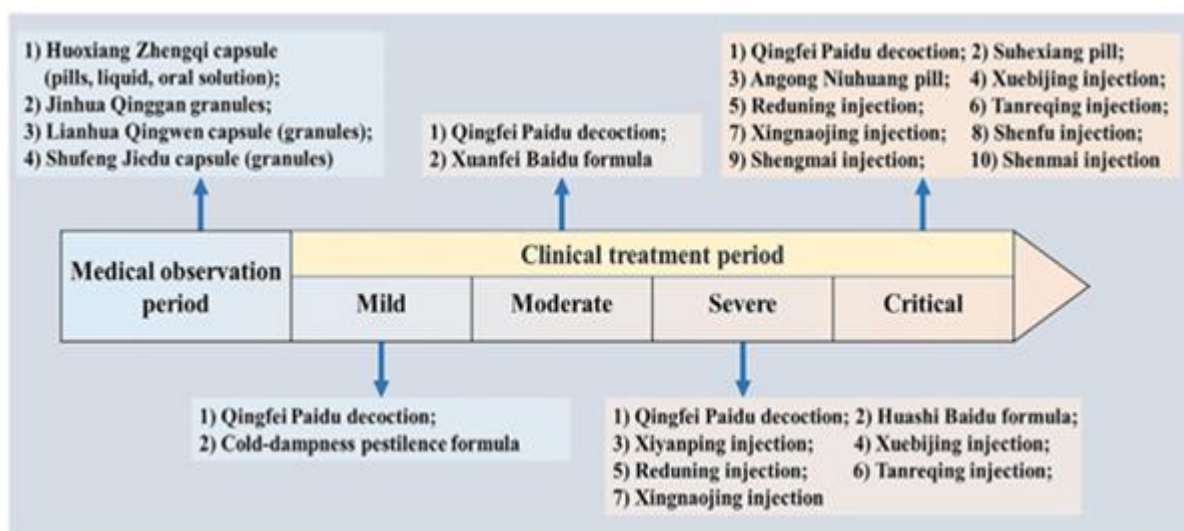 1) Huoxiang Zhengqi capsule
(pills, liquid, oral solution);
2) Jinhua Qinggan granules;
3) Lianhua Qingwen capsule (granules);
4) Shufeng Jiedu capsule (granules)
1) Qingfei Paidu decoction;
2) Xuanfei Baidu formula
1) Qingfei Paidu decoction; 2) Suhexiang pill;
3) Angong Niuhuang pill; 4) Xuebijing injection;
5) Reduning injection; 6) Tanreqing injection;
7) Xingnaojing injection; 8) Shenfu injection;
9) Shengmai injection; 10) Shenmai injection
Medical observation
period
Clinical treatment period
Mild Moderate Severe Critical
1) Qingfei Paidu decoction;
2) Cold-dampness pestilence formula
1) Qingfei Paidu decoction; 2) Huashi Baidu formula;
3) Xiyanping injection; 4) Xuebijing injection;
5) Reduning injection; 6) Tanreqing injection;
7) Xingnaojing injection